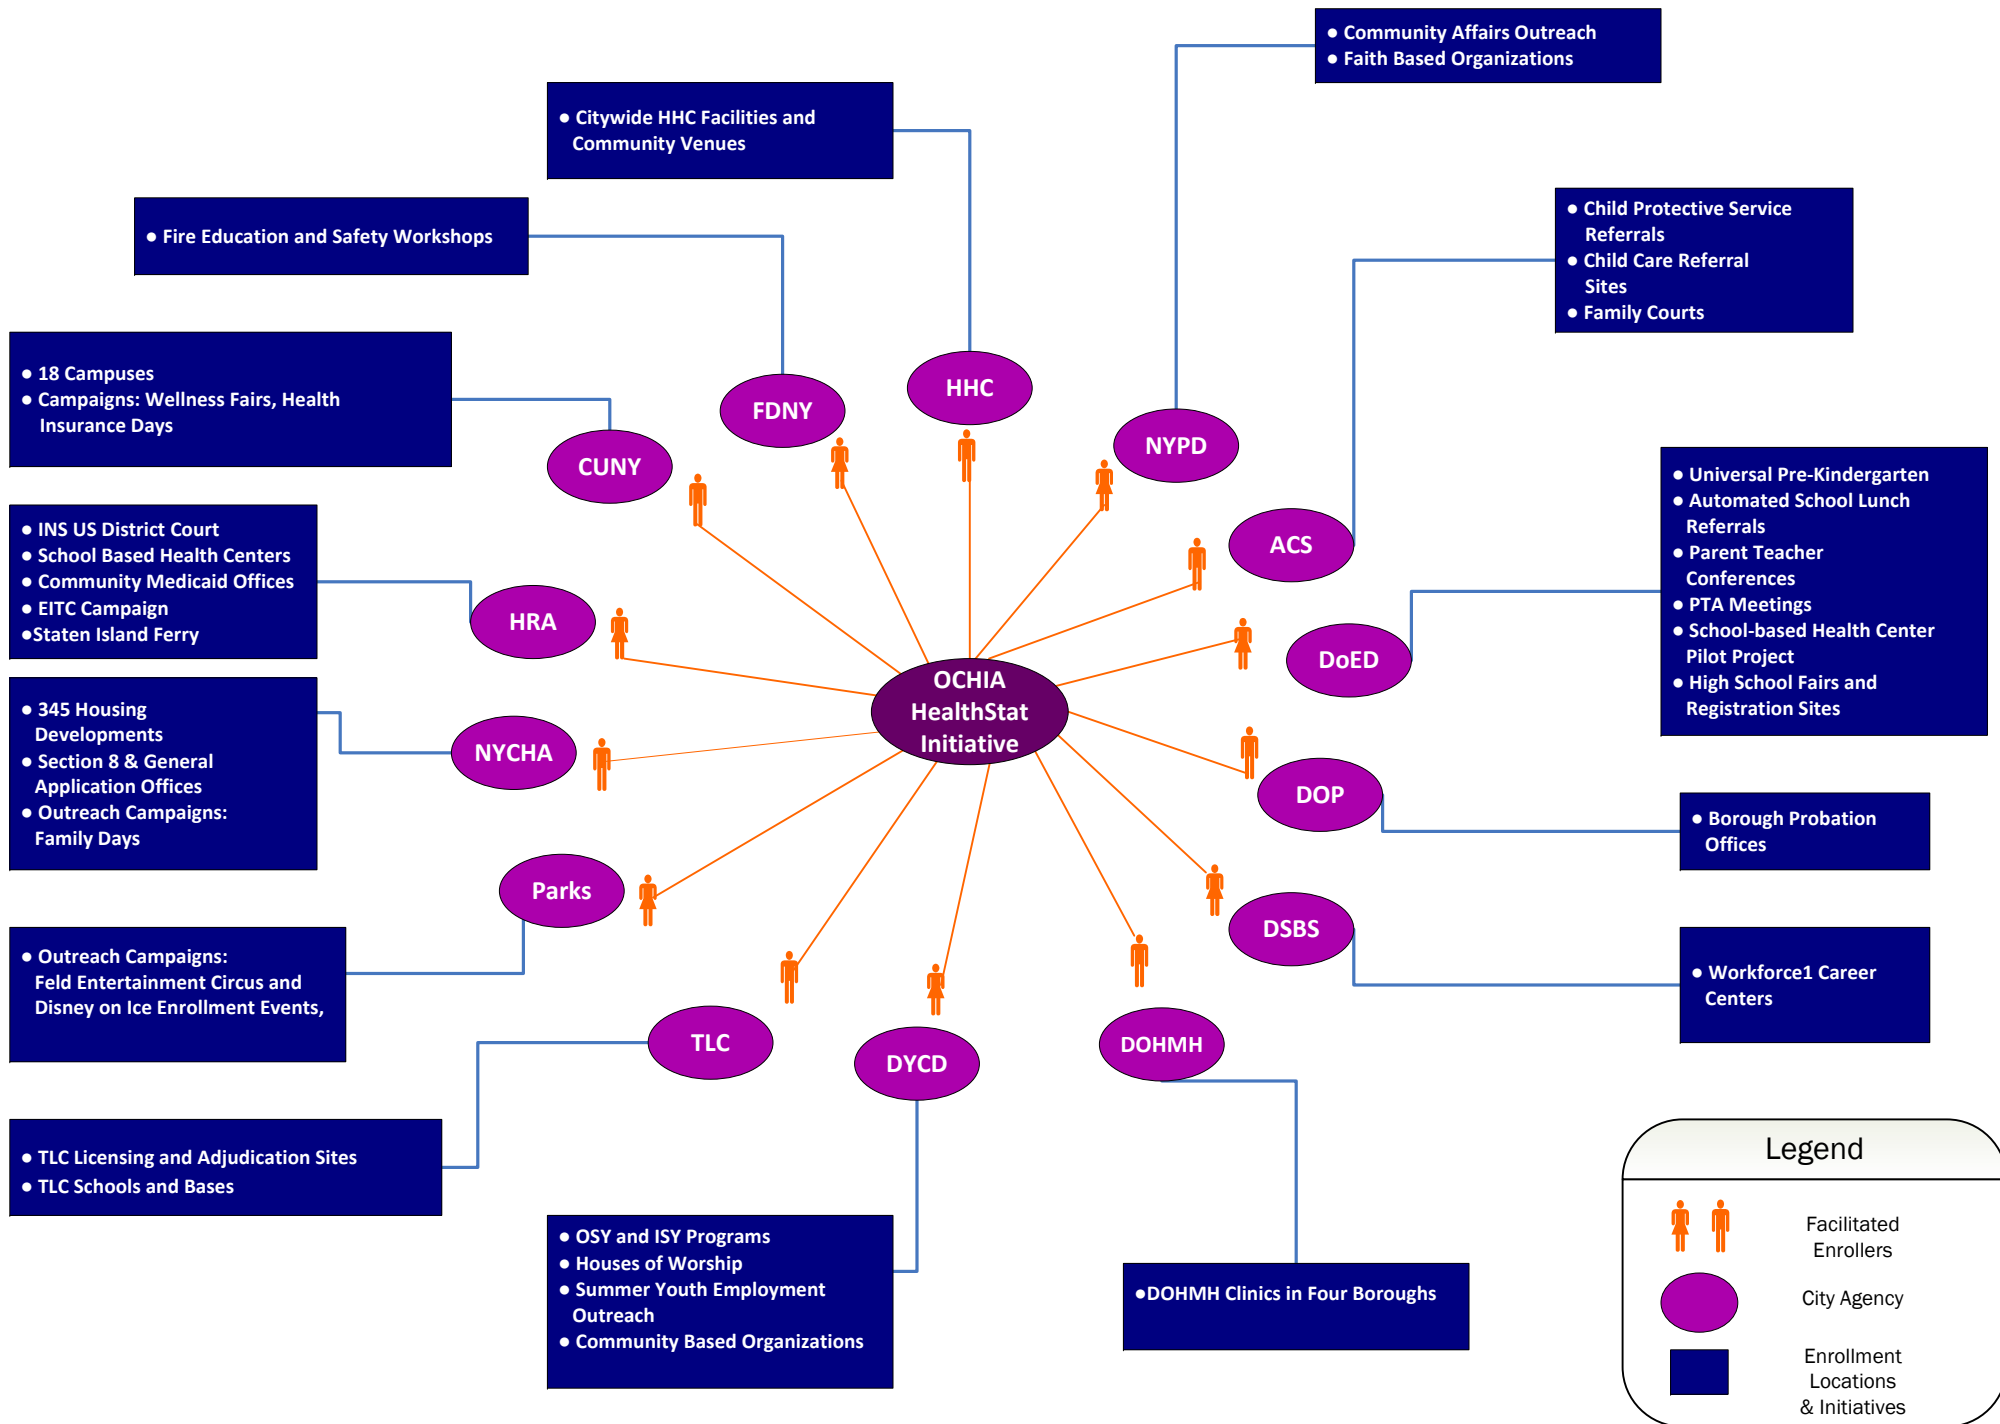 ● Community Affairs Outreach
● Faith Based Organizations
● Citywide HHC Facilities and
Community Venues
● Fire Education and Safety Workshops
● Child Protective Service
Referrals
● Child Care Referral
Sites
● Family Courts
● 18 Campuses
● Campaigns: Wellness Fairs, Health
Insurance Days
HHC
FDNY
NYPD
CUNY
● Universal Pre-Kindergarten
● Automated School Lunch
Referrals
● Parent Teacher
Conferences
● PTA Meetings
● School-based Health Center
Pilot Project
● High School Fairs and
Registration Sites
● INS US District Court
● School Based Health Centers
● Community Medicaid Offices
● EITC Campaign
●Staten Island Ferry
ACS
HRA
DoED
OCHIA
HealthStat
Initiative
● 345 Housing
Developments
● Section 8 & General
Application Offices
● Outreach Campaigns:
Family Days
NYCHA
DOP
● Borough Probation
Offices
Parks
DSBS
● Outreach Campaigns:
Feld Entertainment Circus and
Disney on Ice Enrollment Events,
● Workforce1 Career
Centers
TLC
DYCD
DOHMH
● TLC Licensing and Adjudication Sites
● TLC Schools and Bases
● OSY and ISY Programs
● Houses of Worship
● Summer Youth Employment
Outreach
● Community Based Organizations
●DOHMH Clinics in Four Boroughs
Legend
Facilitated
Enrollers
City Agency
Enrollment
Locations
& Initiatives